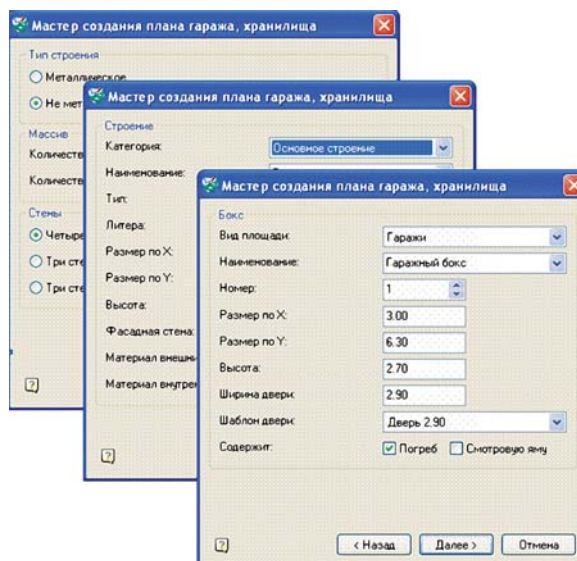 Мастер создания плана гаража, хранилища
Тип строения
Металлическое
Не мет
Массив
Количеств
Количеств
Стены
Четыре
Три сте
Три сте
Мастер создания плана гаража, хранилища
Строение
Категория: Основное строение
Наименование:
Тип:
Литера:
Размер по X:
Размер по Y:
Высота:
Фасадная стена:
Материал внешни
Материал внутрен
Мастер создания плана гаража, хранилища
Бокс
Вид площади: Гаражи
Наименование: Гаражный бокс
Номер: 1
Размер по X: 3.00
Размер по Y: 6.30
Высота: 2.70
Ширина двери: 2.90
Шаблон двери: Дверь 2.90
Содержит: Погреб Смотровую яму
< Назад Далее > Отмена